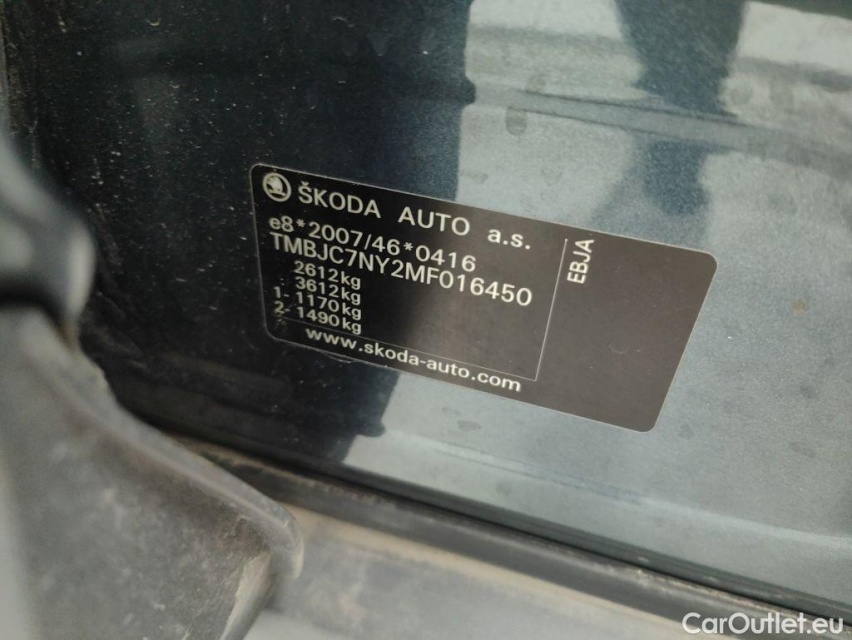 ŠKODA AUTO a.s.
e8*2007/46*0416
TMBJC7NY2MF016450
2612kg
3612kg
1- 1170kg
2- 1490kg
www.skoda-auto.com
EBJA
CarOutlet.eu